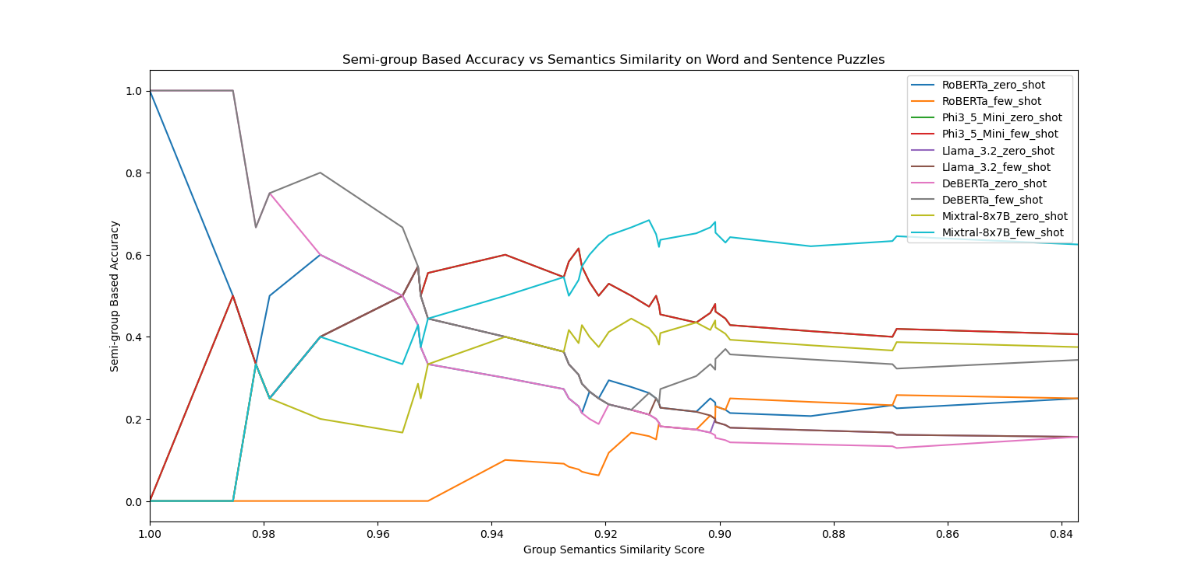 Semi-group Based Accuracy vs Semantics Similarity on Word and Sentence Puzzles
RoBERTa_zero_shot
RoBERTa_few_shot
Phi3_5_Mini_zero_shot
Phi3_5_Mini_few_shot
Llama_3.2_zero_shot
Llama_3.2_few_shot
DeBERTa_zero_shot
DeBERTa_few_shot
Mixtral-8x7B_zero_shot
Mixtral-8x7B_few_shot
Semi-group Based Accuracy
1.0
0.8
0.6
0.4
0.2
0.0
1.00 0.98 0.96 0.94 0.92 0.90 0.88 0.86 0.84
Group Semantics Similarity Score